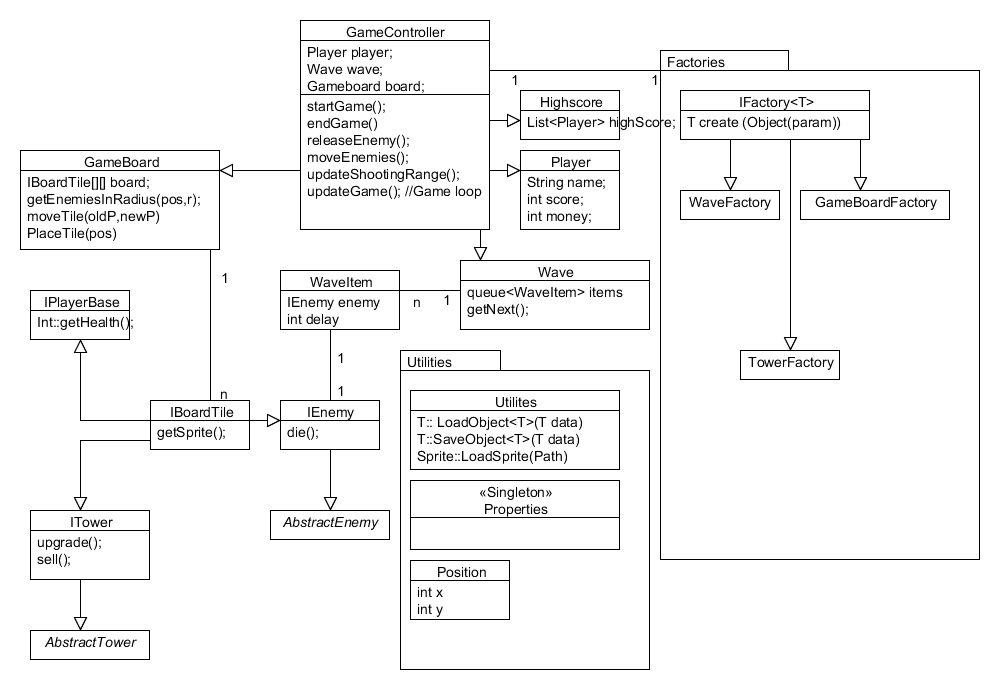 GameController
Player player;
Wave wave;
Gameboard board;
startGame();
endGame()
releaseEnemy();
moveEnemies();
updateShootingRange();
updateGame(); //Game loop
1
1
Factories
IFactory<T>
T create (Object(param))
WaveFactory
GameBoardFactory
TowerFactory
Highscore
List<Player> highScore;
Player
String name;
int score;
int money;
GameBoard
IBoardTile[][] board;
getEnemiesInRadius(pos,r);
moveTile(oldP,newP)
PlaceTile(pos)
1
n
Wave
queue<WaveItem> items
getNext();
WaveItem
IEnemy enemy
int delay
n
1
1
1
IPlayerBase
Int::getHealth();
IBoardTile
getSprite();
IEnemy
die();
AbstractEnemy
ITower
upgrade();
sell();
AbstractTower
Utilities
Utilites
T:: LoadObject<T>(T data)
T::SaveObject<T>(T data)
Sprite::LoadSprite(Path)
«Singleton»
Properties
Position
int x
int y